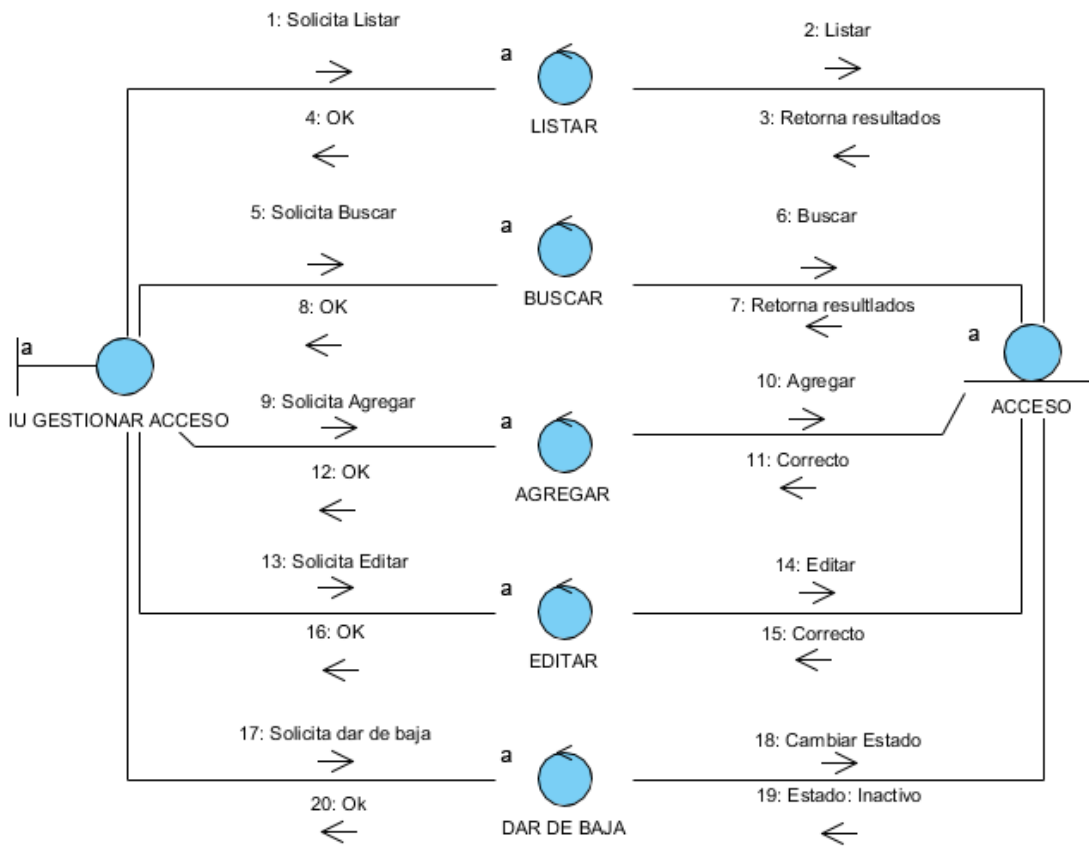 1: Solicita Listar
2: Listar
a
LISTAR
4: OK
3: Retorna resultados
5: Solicita Buscar
6: Buscar
a
BUSCAR
8: OK
7: Retorna resultlados
a
IU GESTIONAR ACCESO
a
ACCESO
9: Solicita Agregar
10: Agregar
a
AGREGAR
12: OK
11: Correcto
13: Solicita Editar
14: Editar
a
EDITAR
16: OK
15: Correcto
17: Solicita dar de baja
18: Cambiar Estado
a
DAR DE BAJA
20: Ok
19: Estado: Inactivo